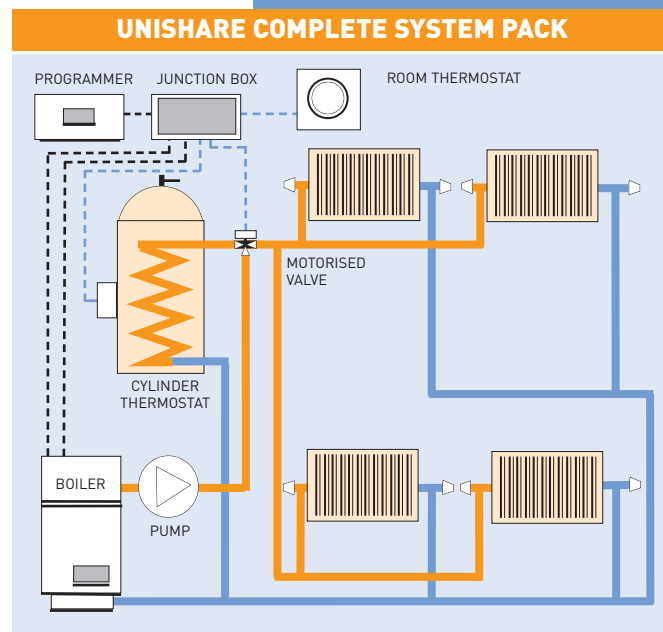 UNISHARE COMPLETE SYSTEM PACK
PROGRAMMER
JUNCTION BOX
ROOM THERMOSTAT
MOTORISED
VALVE
CYLINDER
THERMOSTAT
BOILER
PUMP